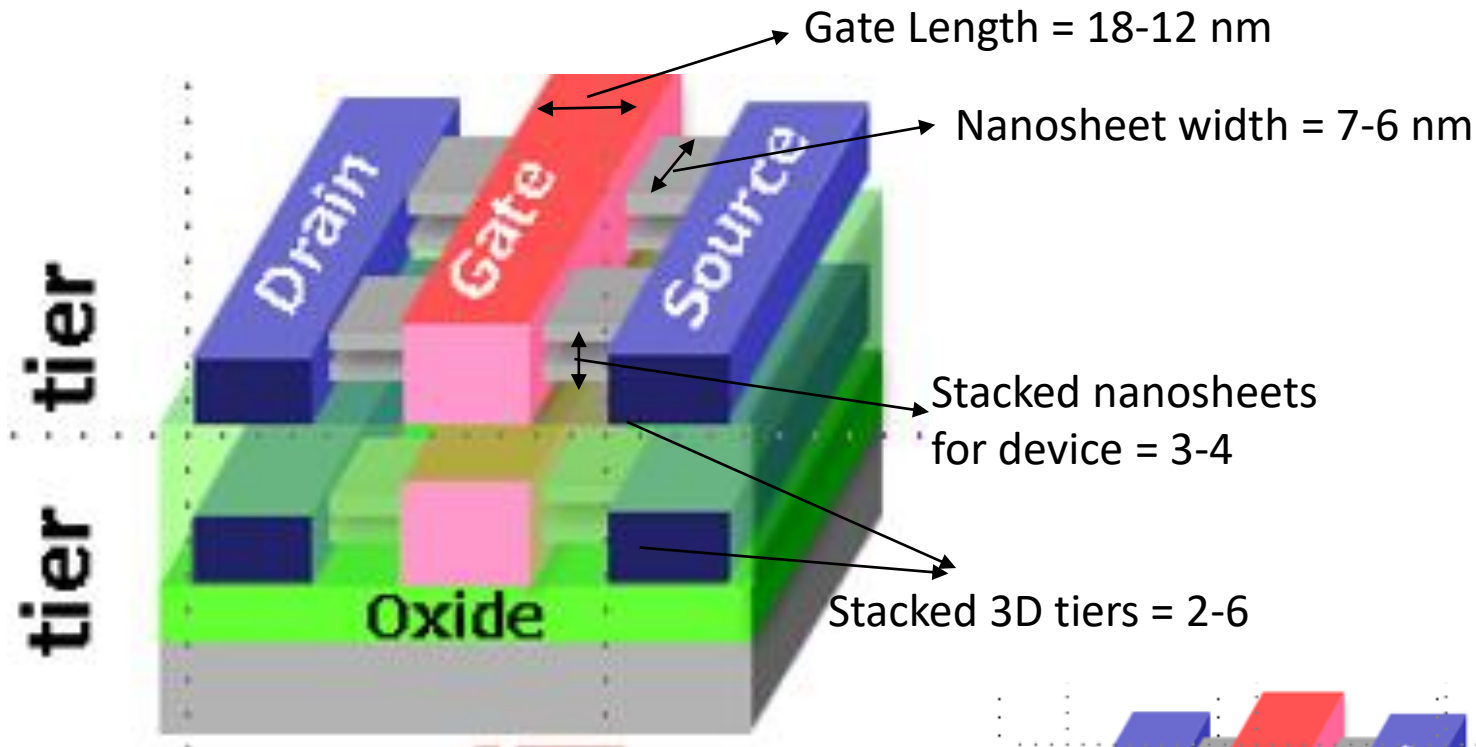 Gate Length = 18-12 nm
Nanosheet width = 7-6 nm
Drain
Gate
Source
tier
Stacked nanosheets
for device = 3-4
tier
Oxide
Stacked 3D tiers = 2-6